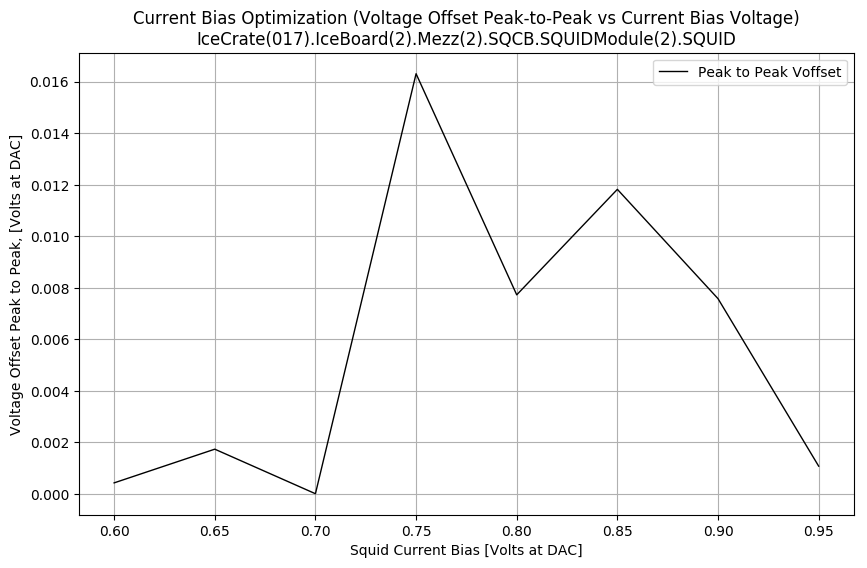 Current Bias Optimization (Voltage Offset Peak-to-Peak vs Current Bias Voltage)
IceCrate(017).IceBoard(2).Mezz(2).SQCB.SQUIDModule(2).SQUID
Peak to Peak Voffset
Voltage Offset Peak to Peak, [Volts at DAC]
0.016
0.014
0.012
0.010
0.008
0.006
0.004
0.002
0.000
0.60 0.65 0.70 0.75 0.80 0.85 0.90 0.95
Squid Current Bias [Volts at DAC]